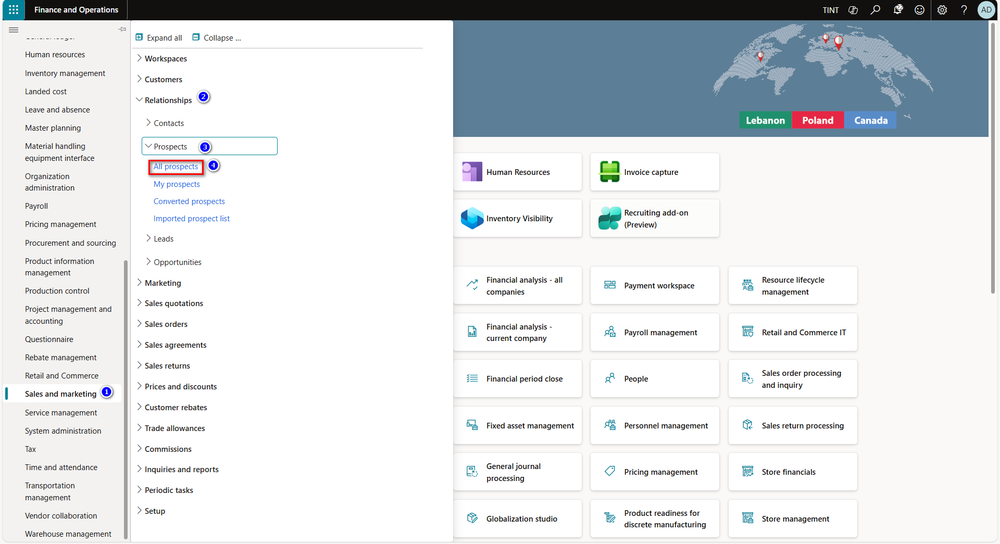 Finance and Operations
TINT
22
AD
Human resources
Inventory management
Landed cost
Leave and absence
Master planning
Material handling
equipment interface
Organization
administration
Payroll
Pricing management
Procurement and sourcing
Product information
management
Production control
Project management and
accounting
Questionnaire
Rebate management
Retail and Commerce
Sales and marketing
1
Service management
System administration
Tax
Time and attendance
Transportation
management
Vendor collaboration
Warehouse management
Expand all
Collapse ...
Workspaces
Customers
Relationships
2
Contacts
Prospects
3
All prospects
4
My prospects
Converted prospects
Imported prospect list
Leads
Opportunities
Marketing
Sales quotations
Sales orders
Sales agreements
Sales returns
Prices and discounts
Customer rebates
Trade allowances
Commissions
Inquiries and reports
Periodic tasks
Setup
Lebanon
Poland
Canada
Human Resources
Invoice capture
Inventory Visibility
Recruiting add-on
(Preview)
Financial analysis - all
companies
Payment workspace
Resource lifecycle
management
Financial analysis -
current company
Payroll management
Retail and Commerce IT
Financial period close
People
Sales order processing
and inquiry
Fixed asset management
Personnel management
Sales return processing
General journal
processing
Pricing management
Store financials
Globalization studio
Product readiness for
discrete manufacturing
Store management